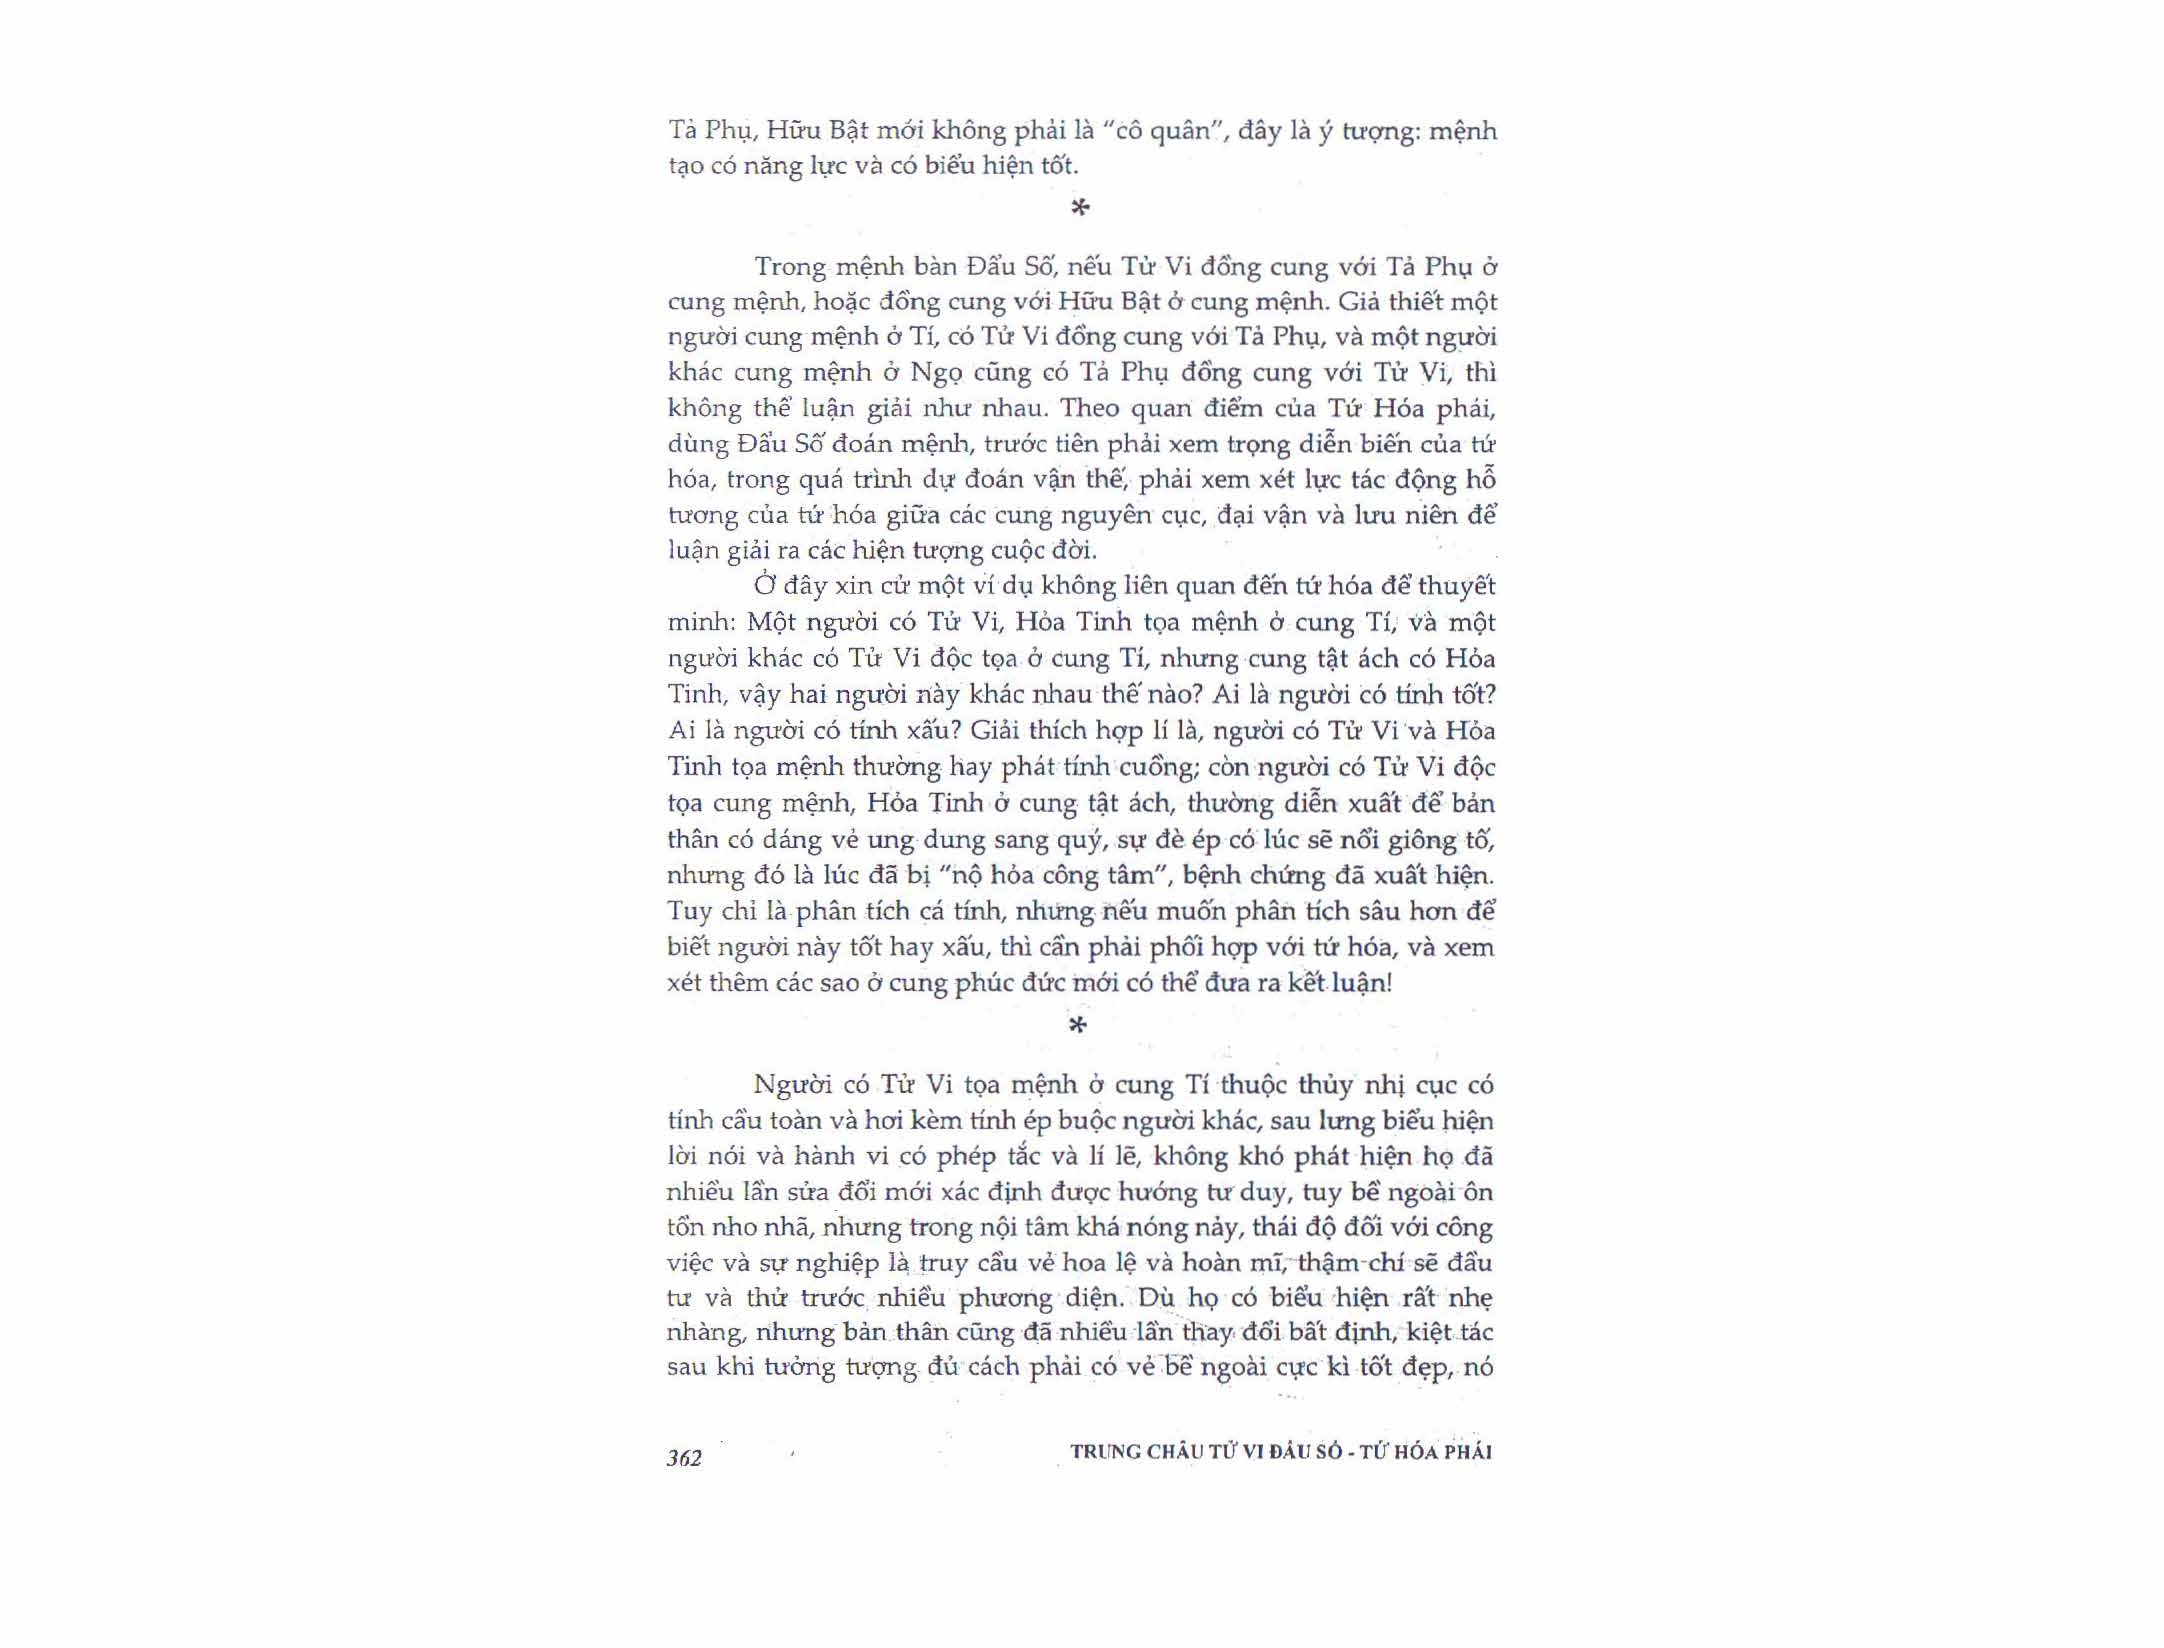 Tả Phụ, Hữu Bật mới không phải là "cô quân", đây là ý tượng: mệnh
tạo có năng lực và có biểu hiện tốt.
*
Trong mệnh bàn Đẩu Số, nếu Tử Vi đồng cung với Tả Phụ ở
cung mệnh, hoặc đồng cung với Hữu Bật ở cung mệnh. Giả thiết một
người cung mệnh ở Tí, có Tử Vi đồng cung với Tả Phụ, và một người
khác cung mệnh ở Ngọ cũng có Tả Phụ đồng cung với Tử Vi, thì
không thể luận giải như nhau. Theo quan điểm của Tứ Hóa phái,
dùng Đẩu Số đoán mệnh, trước tiên phải xem trọng diễn biến của tứ
hóa, trong quá trình dự đoán vận thế, phải xem xét lực tác động hỗ
tương của tứ hóa giữa các cung nguyên cục, đại vận và lưu niên để
luận giải ra các hiện tượng cuộc đời.
Ở đây xin cử một ví dụ không liên quan đến tứ hóa để thuyết
minh: Một người có Tử Vi, Hỏa Tinh tọa mệnh ở cung Tí, và một
người khác có Tử Vi độc tọa ở cung Tí, nhưng cung tật ách có Hỏa
Tinh, vậy hai người này khác nhau thế nào? Ai là người có tính tốt?
Ai là người có tính xấu? Giải thích hợp lí là, người có Tử Vi và Hỏa
Tinh tọa mệnh thường hay phát tính cuồng; còn người có Tử Vi độc
tọa cung mệnh, Hỏa Tinh ở cung tật ách, thường diễn xuất để bản
thân có dáng vẻ ung dung sang quý, sự đè ép có lúc sẽ nổi giông tố,
nhưng đó là lúc đã bị "nộ hỏa công tâm", bệnh chứng đã xuất hiện.
Tuy chỉ là phân tích cá tính, nhưng nếu muốn phân tích sâu hơn để
biết người này tốt hay xấu, thì cần phải phối hợp với tứ hóa, và xem
xét thêm các sao ở cung phúc đức mới có thể đưa ra kết luận!
*
Người có Tử Vi tọa mệnh ở cung Tí thuộc thủy nhị cục có
tính cầu toàn và hơi kèm tính ép buộc người khác, sau lưng biểu hiện
lời nói và hành vi có phép tắc và lí lẽ, không khó phát hiện họ đã
nhiều lần sửa đổi mới xác định được hướng tư duy, tuy bề ngoài ôn
tồn nho nhã, nhưng trong nội tâm khá nóng nảy, thái độ đối với công
việc và sự nghiệp là truy cầu vẻ hoa lệ và hoàn mĩ, thậm chí sẽ đầu
tư và thử trước nhiều phương diện. Dù họ có biểu hiện rất nhẹ
nhàng, nhưng bản thân cũng đã nhiều lần thay đổi bất định, kiệt tác
sau khi tưởng tượng đủ cách phải có vẻ bề ngoài cực kì tốt đẹp, nó
362
TRUNG CHÂU TỬ VI ĐẨU SỐ - TỨ HÓA PHÁI